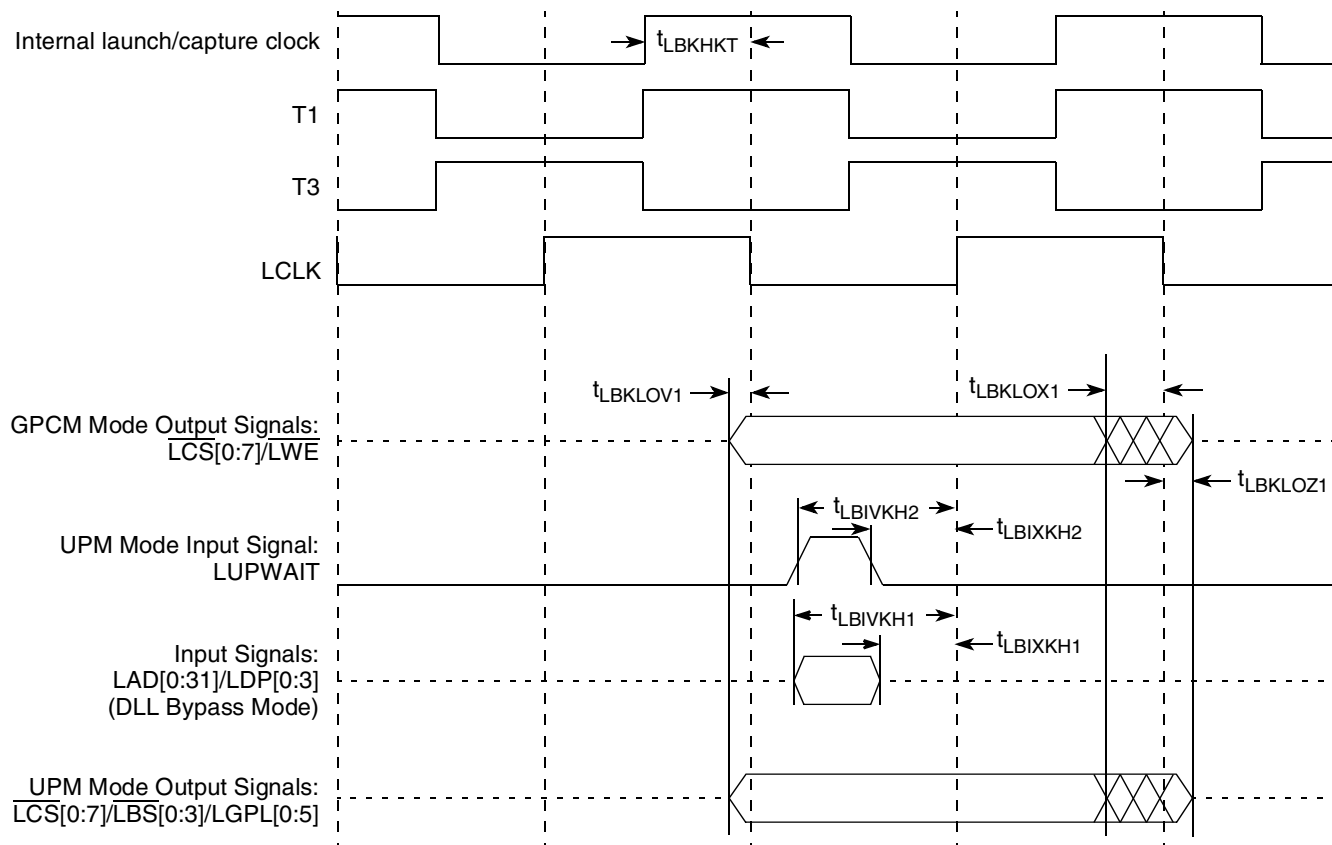 Internal launch/capture clock
tLBKHKT
T1
T3
LCLK
tLBKLOV1
tLBKLOX1
GPCM Mode Output Signals:
LCS[0:7]/LWE
tLBKLOZ1
tLBIVKH2
tLBIXKH2
UPM Mode Input Signal:
LUPWAIT
tLBIVKH1
tLBIXKH1
Input Signals:
LAD[0:31]/LDP[0:3]
(DLL Bypass Mode)
UPM Mode Output Signals:
LCS[0:7]/LBS[0:3]/LGPL[0:5]